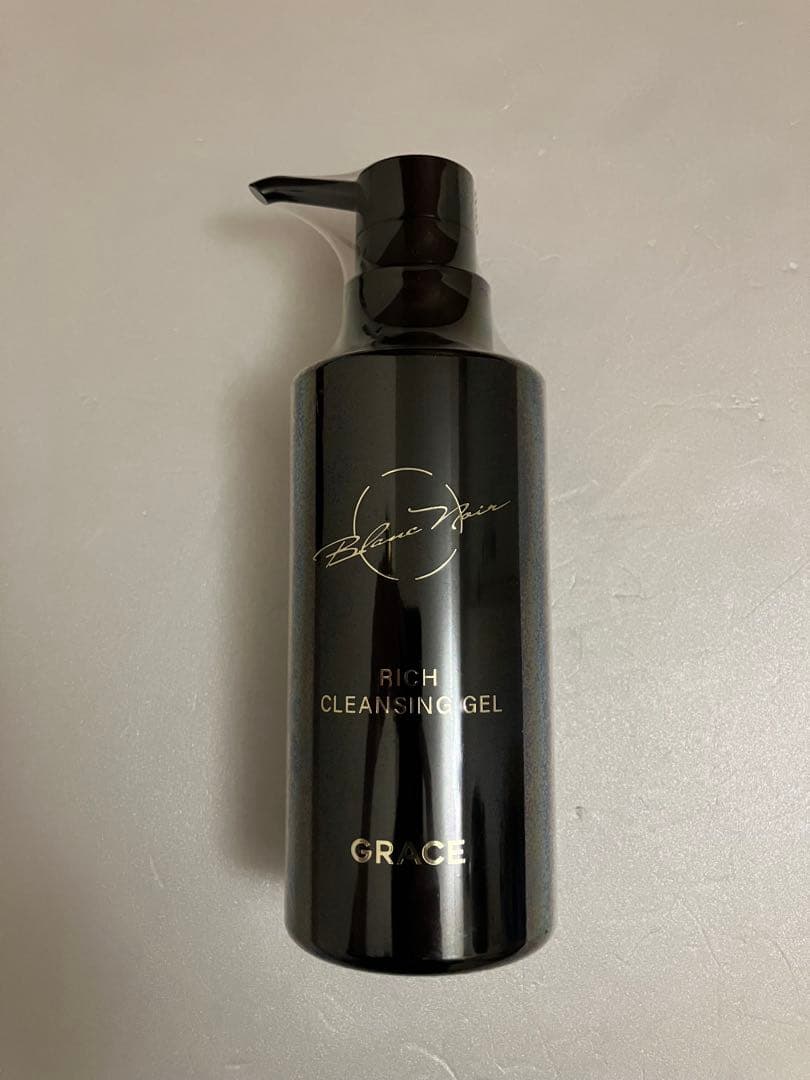 Blanc Noir
RICH
CLEANSING GEL
GRACE